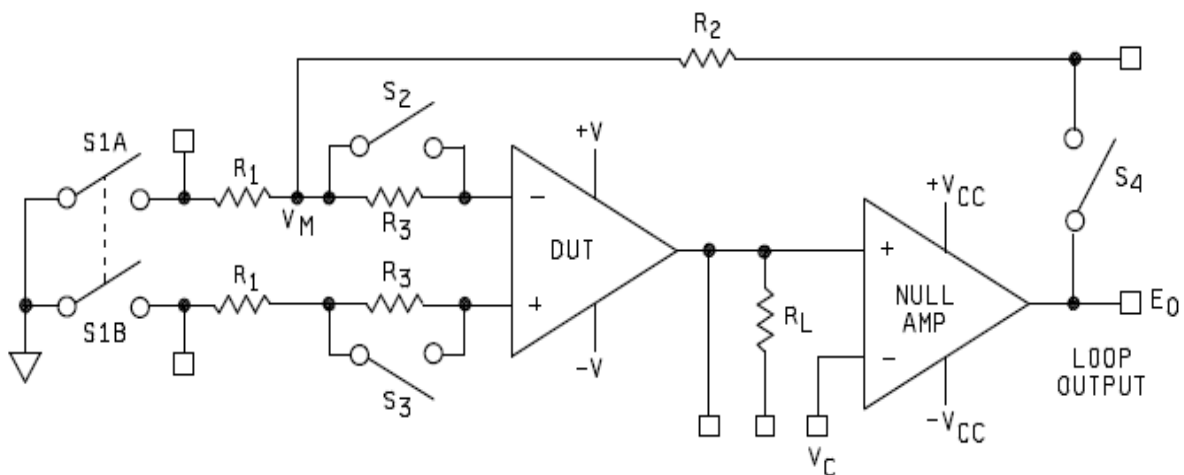 R2
S2
+V
S1A
R1
VM
R3
+VCC
S4
-
DUT
+
R1
R3
+
NULL
AMP
-
E0
S1B
RL
LOOP
OUTPUT
-V
S3
VC
-VCC